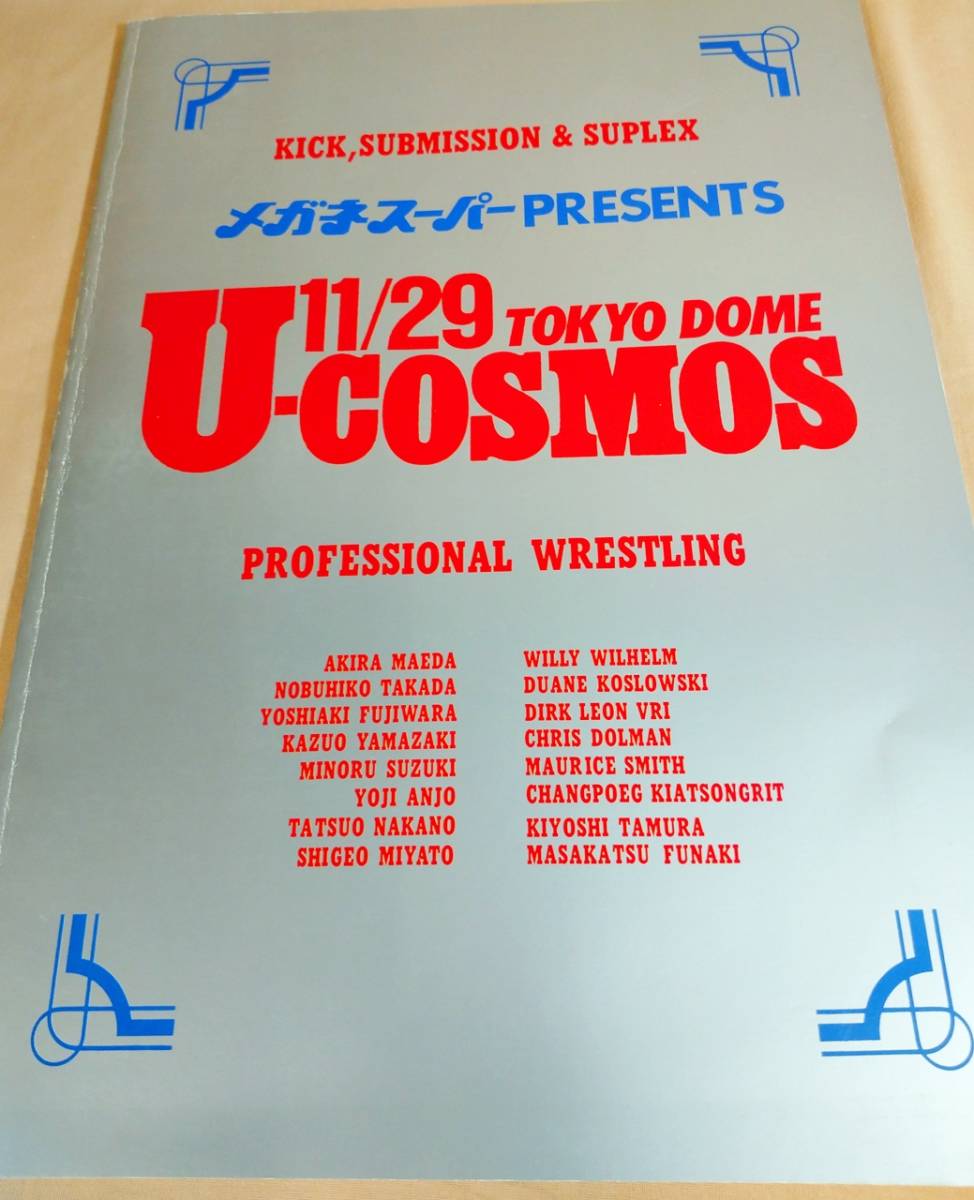 KICK,SUBMISSION & SUPLEX
メガネスーパーPRESENTS
11/29 TOKYO DOME
U-COSMOS
PROFESSIONAL WRESTLING
AKIRA MAEDA
NOBUHIKO TAKADA
YOSHIAKI FUJIWARA
KAZUO YAMAZAKI
MINORU SUZUKI
YOJI ANJO
TATSUO NAKANO
SHIGEO MIYATO
WILLY WILHELM
DUANE KOSLOWSKI
DIRK LEON VRI
CHRIS DOLMAN
MAURICE SMITH
CHANGPOEG KIATSONGRIT
KIYOSHI TAMURA
MASAKATSU FUNAKI